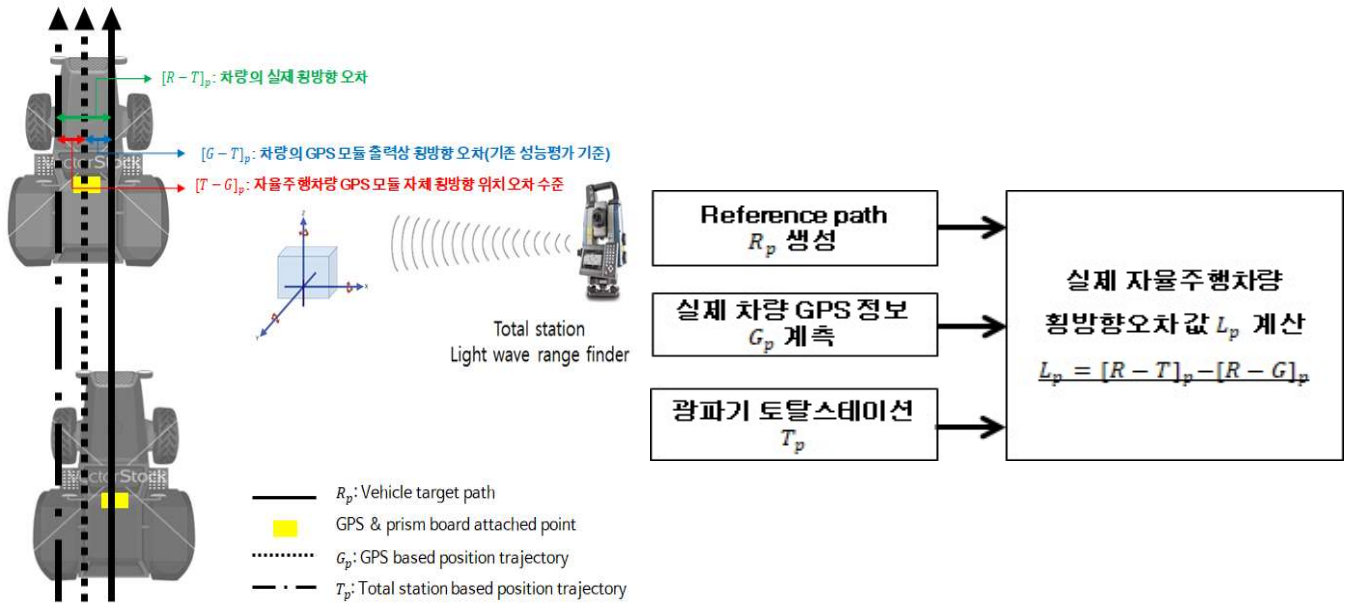 [R − T]ₚ: 차량의 실제 횡방향 오차
[G − T]ₚ: 차량의 GPS 모듈 출력상 횡방향 오차(기존 성능평가 기준)
[T − G]ₚ: 자율주행차량 GPS 모듈 자체 횡방향 위치 오차 수준
ctorStock
z
x
y
Total station
Light wave range finder
ctorStock
Rₚ: Vehicle target path
GPS & prism board attached point
Gₚ: GPS based position trajectory
Tₚ: Total station based position trajectory
Reference path
Rₚ 생성
실제 차량 GPS 정보
Gₚ 계측
광파기 토탈스테이션
Tₚ
실제 자율주행차량
횡방향오차 값 Lₚ 계산
Lₚ = [R − T]ₚ−[R − G]ₚ